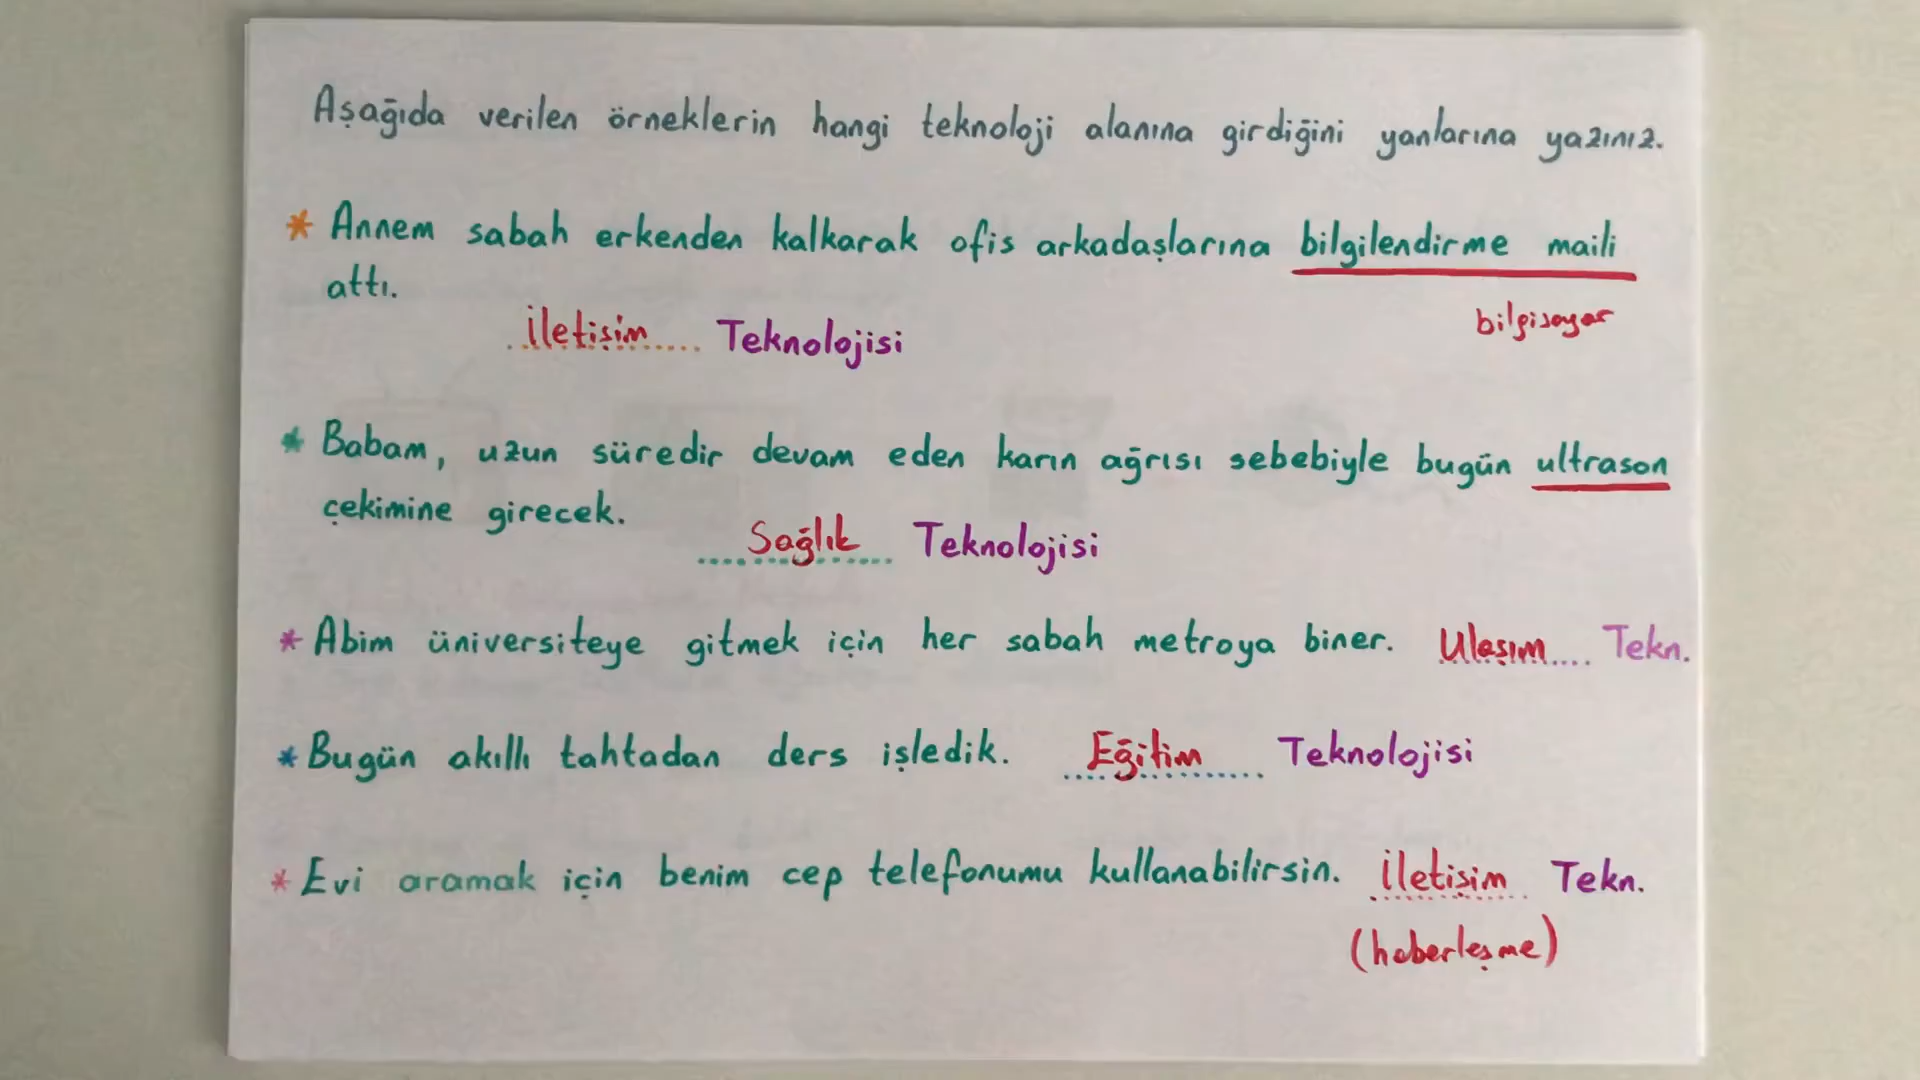 Aşağıda verilen örneklerin hangi teknoloji alanına girdiğini yanlarına yazınız.
* Annem sabah erkenden kalkarak ofis arkadaşlarına bilgilendirme maili
attı.
bilgisayar
İletişim Teknolojisi
* Babam, uzun süredir devam eden karın ağrısı sebebiyle bugün ultrason
çekimine girecek.
Sağlık Teknolojisi
* Abim üniversiteye gitmek için her sabah metroya biner. Ulaşım.... Tekn.
* Bugün akıllı tahtadan ders işledik. Eğitim Teknolojisi
* Evi aramak için benim cep telefonumu kullanabilirsin. İletişim Tekn.
(haberleşme)